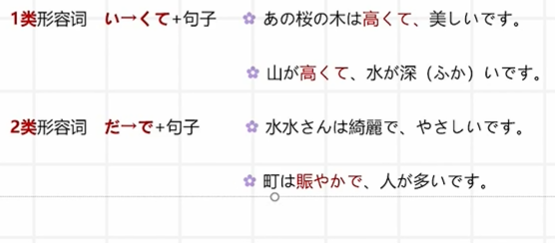 1类形容词 い→くて+句子 あの桜の木は高くて、美しいです。
山が高くて、水が深（ふか）いです。
2类形容词 だ→で+句子 水水さんは綺麗で、やさしいです。
町は賑やかで、人が多いです。